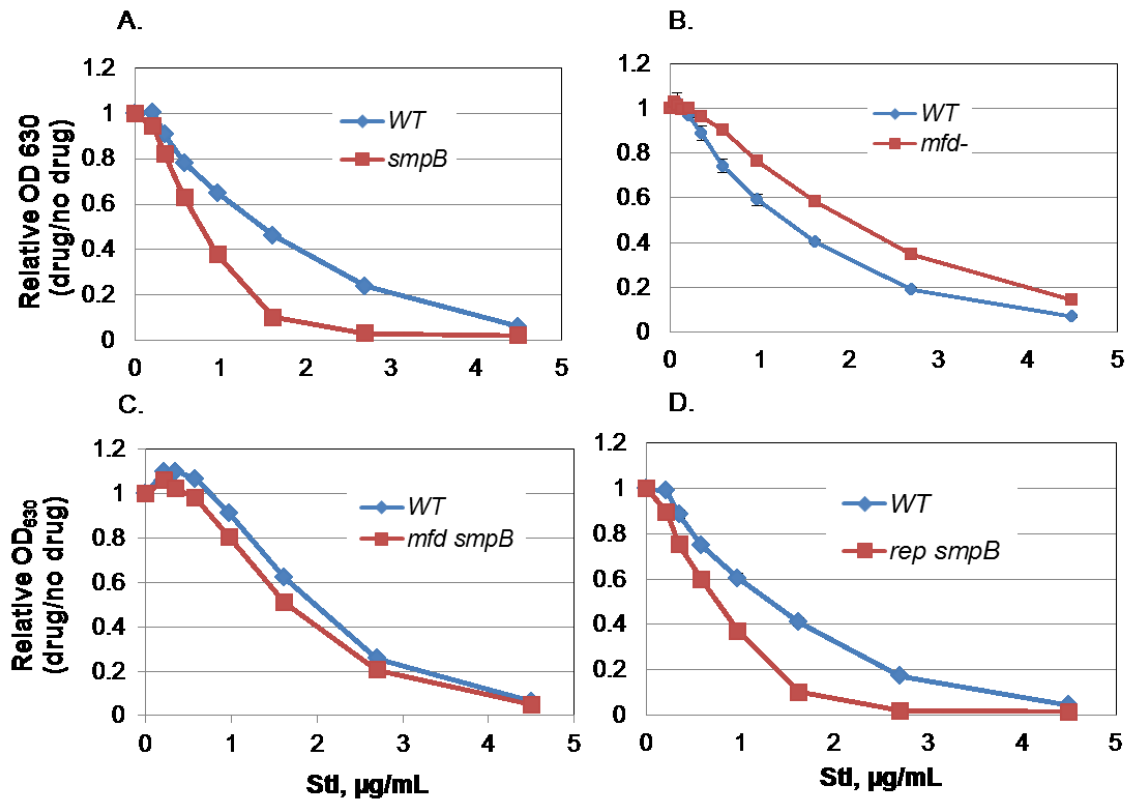 A.
B.
Relative OD 630
(drug/no drug)
1.2
1
0.8
0.6
0.4
0.2
0
WT
smpB
0 1 2 3 4 5
1.2
1
0.8
0.6
0.4
0.2
0
WT
mfd-
0 1 2 3 4 5
C.
D.
Relative OD₆₃₀
(drug/no drug)
1.2
1
0.8
0.6
0.4
0.2
0
WT
mfd smpB
0 1 2 3 4 5
Stl, µg/mL
1.2
1
0.8
0.6
0.4
0.2
0
WT
rep smpB
0 1 2 3 4 5
Stl, µg/mL